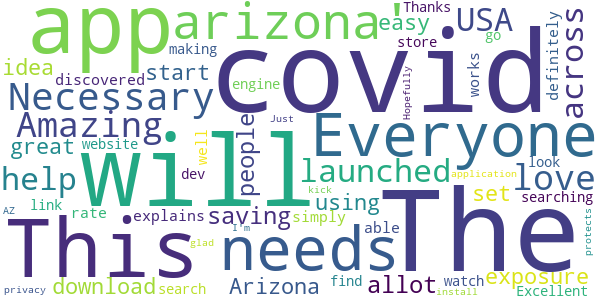 Thanks
app arizona' easy USA
making
store
go
idea discovered start
engine
works definitely across
covid
Necessary
Hopefully
Just
Amazing
Everyone
great website well people
will
launched love look
help
application
link dev using set searching
rate explains saving simply kick able
AZ
This The
I'm
glad needs
find allot watch exposure protects
download search Arizona
privacy
install Excellent